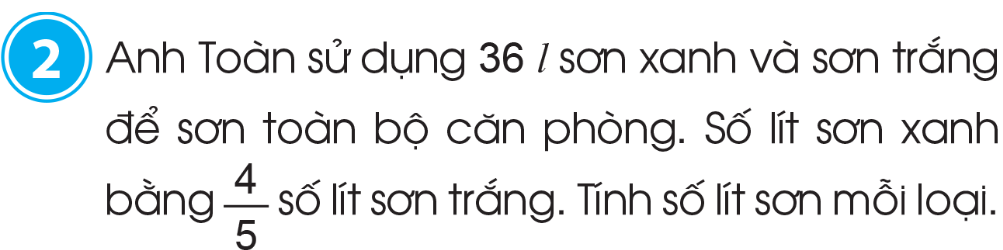 2 Anh Toàn sử dụng 36 l sơn xanh và sơn trắng
để sơn toàn bộ căn phòng. Số lít sơn xanh
bằng 4/5 số lít sơn trắng. Tính số lít sơn mỗi loại.